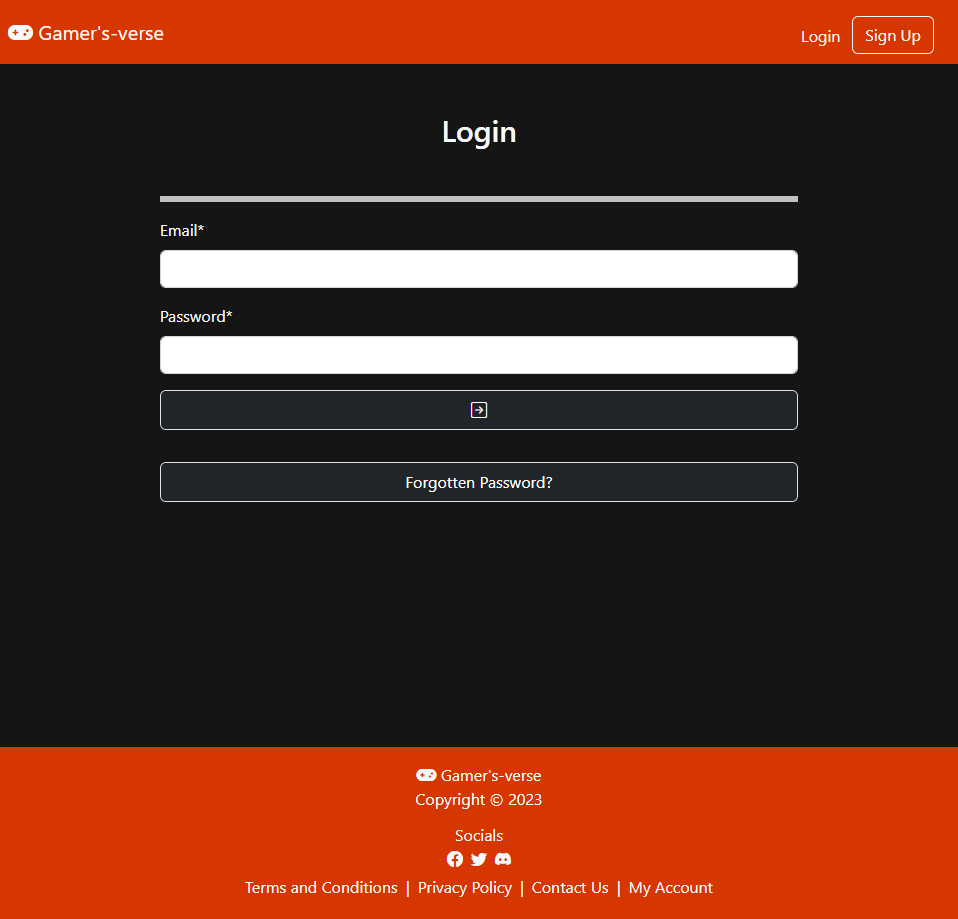 Gamer's-verse
Login
Sign Up
Login
Email*
Password*
Forgotten Password?
Gamer's-verse
Copyright © 2023
Socials
Terms and Conditions | Privacy Policy | Contact Us | My Account